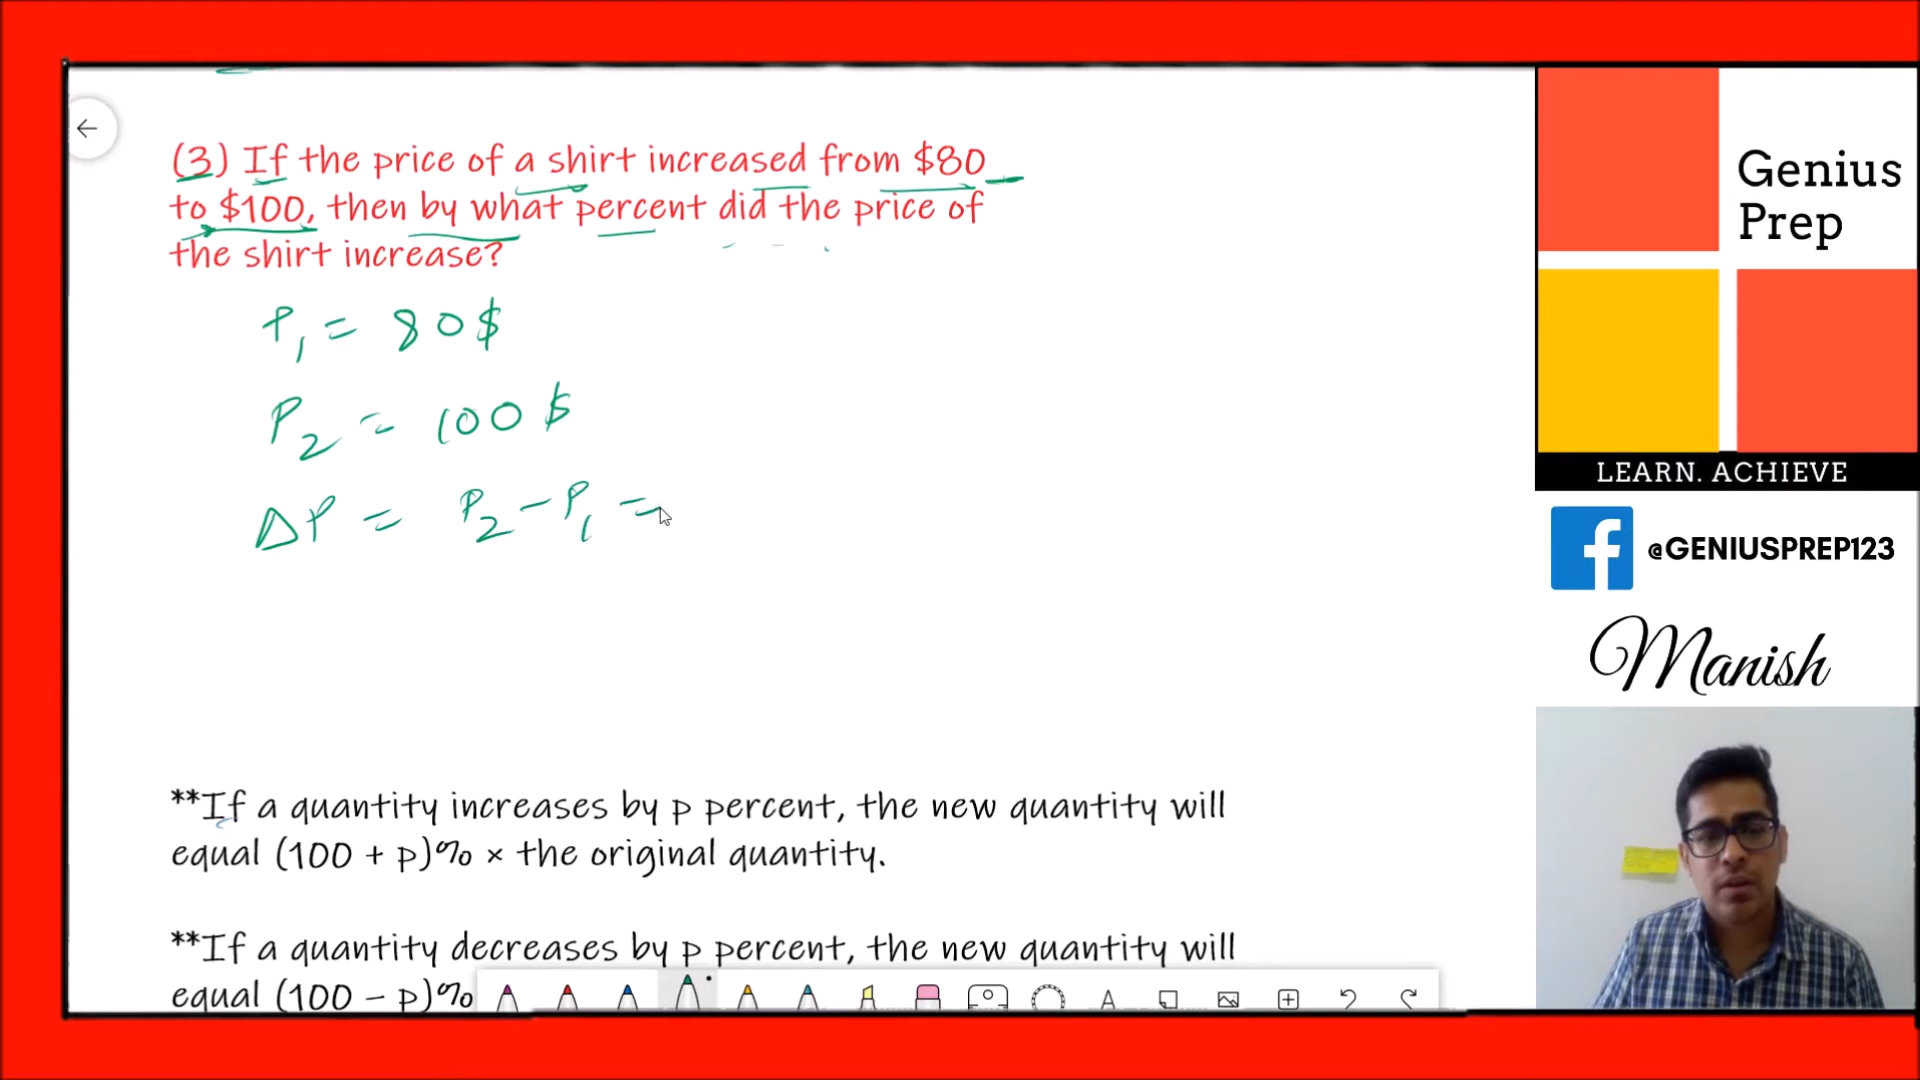 (3) If the price of a shirt increased from $80
to $100, then by what percent did the price of
the shirt increase?
P1 = 80$
P2 = 100$
ΔP = P2 - P1 =
**If a quantity increases by p percent, the new quantity will
equal (100 + p)% × the original quantity.
**If a quantity decreases by p percent, the new quantity will
equal (100 - p)%
Genius
Prep
LEARN. ACHIEVE
@GENIUSPREP123
Manish